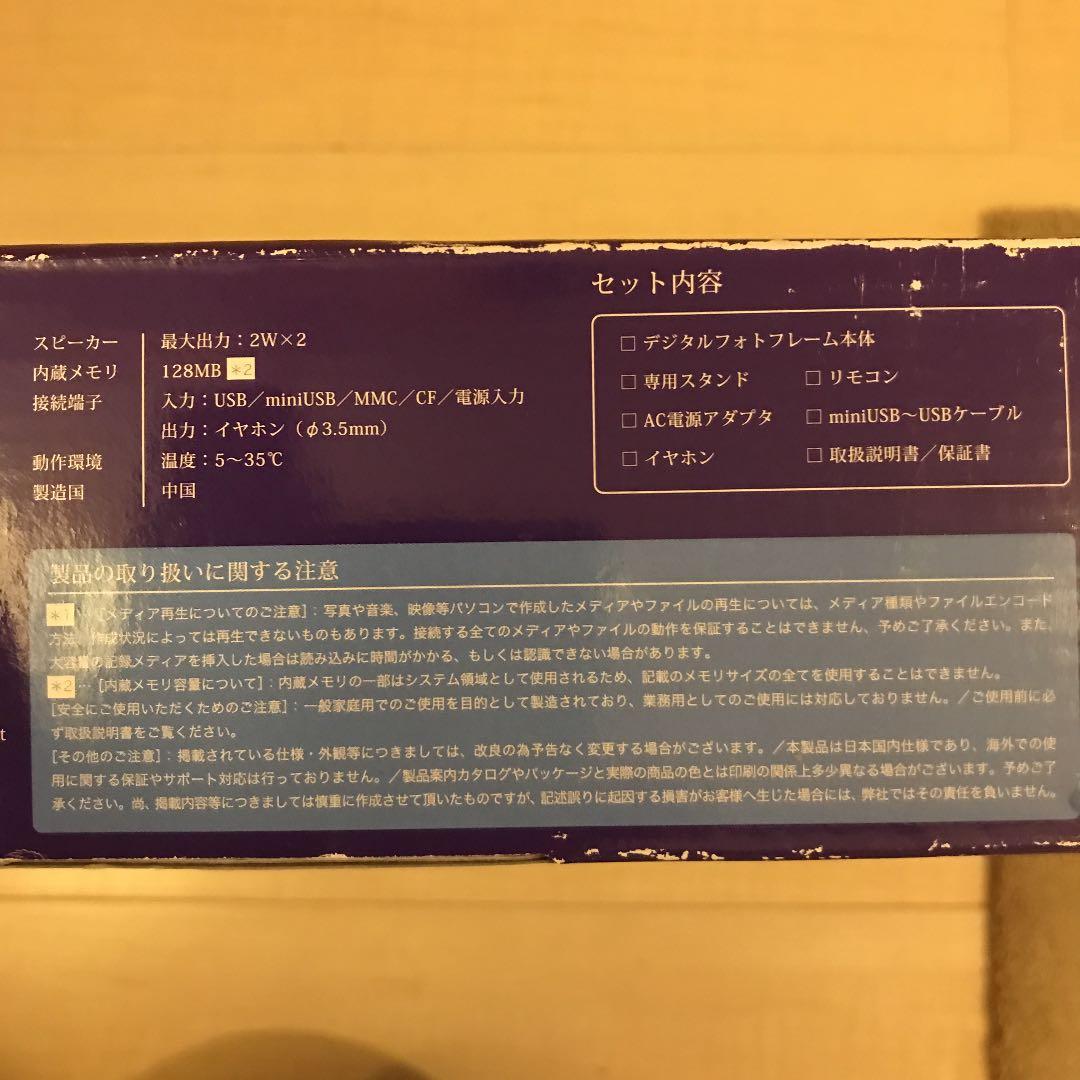 スピーカー 最大出力：2W×2
内蔵メモリ 128MB ＊2
接続端子 入力：USB／miniUSB／MMC／CF／電源入力
出力：イヤホン（φ3.5mm）
動作環境 温度：5〜35℃
製造国 中国
セット内容
□ デジタルフォトフレーム本体
□ 専用スタンド □ リモコン
□ AC電源アダプタ □ miniUSB〜USBケーブル
□ イヤホン □ 取扱説明書／保証書
製品の取り扱いに関する注意
＊1 … ［メディア再生についてのご注意］：写真や音楽、映像等パソコンで作成したメディアやファイルの再生については、メディア種類やファイルエンコード
方法、作成状況によっては再生できないものもあります。接続する全てのメディアやファイルの動作を保証することはできません、予めご了承ください。また、
大容量の記録メディアを挿入した場合は読み込みに時間がかかる、もしくは認識できない場合があります。
＊2 … ［内蔵メモリ容量について］：内蔵メモリの一部はシステム領域として使用されるため、記載のメモリサイズの全てを使用することはできません。
［安全にご使用いただくためのご注意］：一般家庭用でのご使用を目的として製造されており、業務用としてのご使用には対応しておりません。／ご使用前に必
ず取扱説明書をご覧ください。
［その他のご注意］：掲載されている仕様・外観等につきましては、改良の為予告なく変更する場合がございます。／本製品は日本国内仕様であり、海外での使
用に関する保証やサポート対応は行っておりません。／製品案内カタログやパッケージと実際の商品の色とは印刷の関係上多少異なる場合がございます。予めご了
承ください。尚、掲載内容等につきましては慎重に作成させて頂いたものですが、記述誤りに起因する損害がお客様へ生じた場合には、弊社ではその責任を負いません。
t